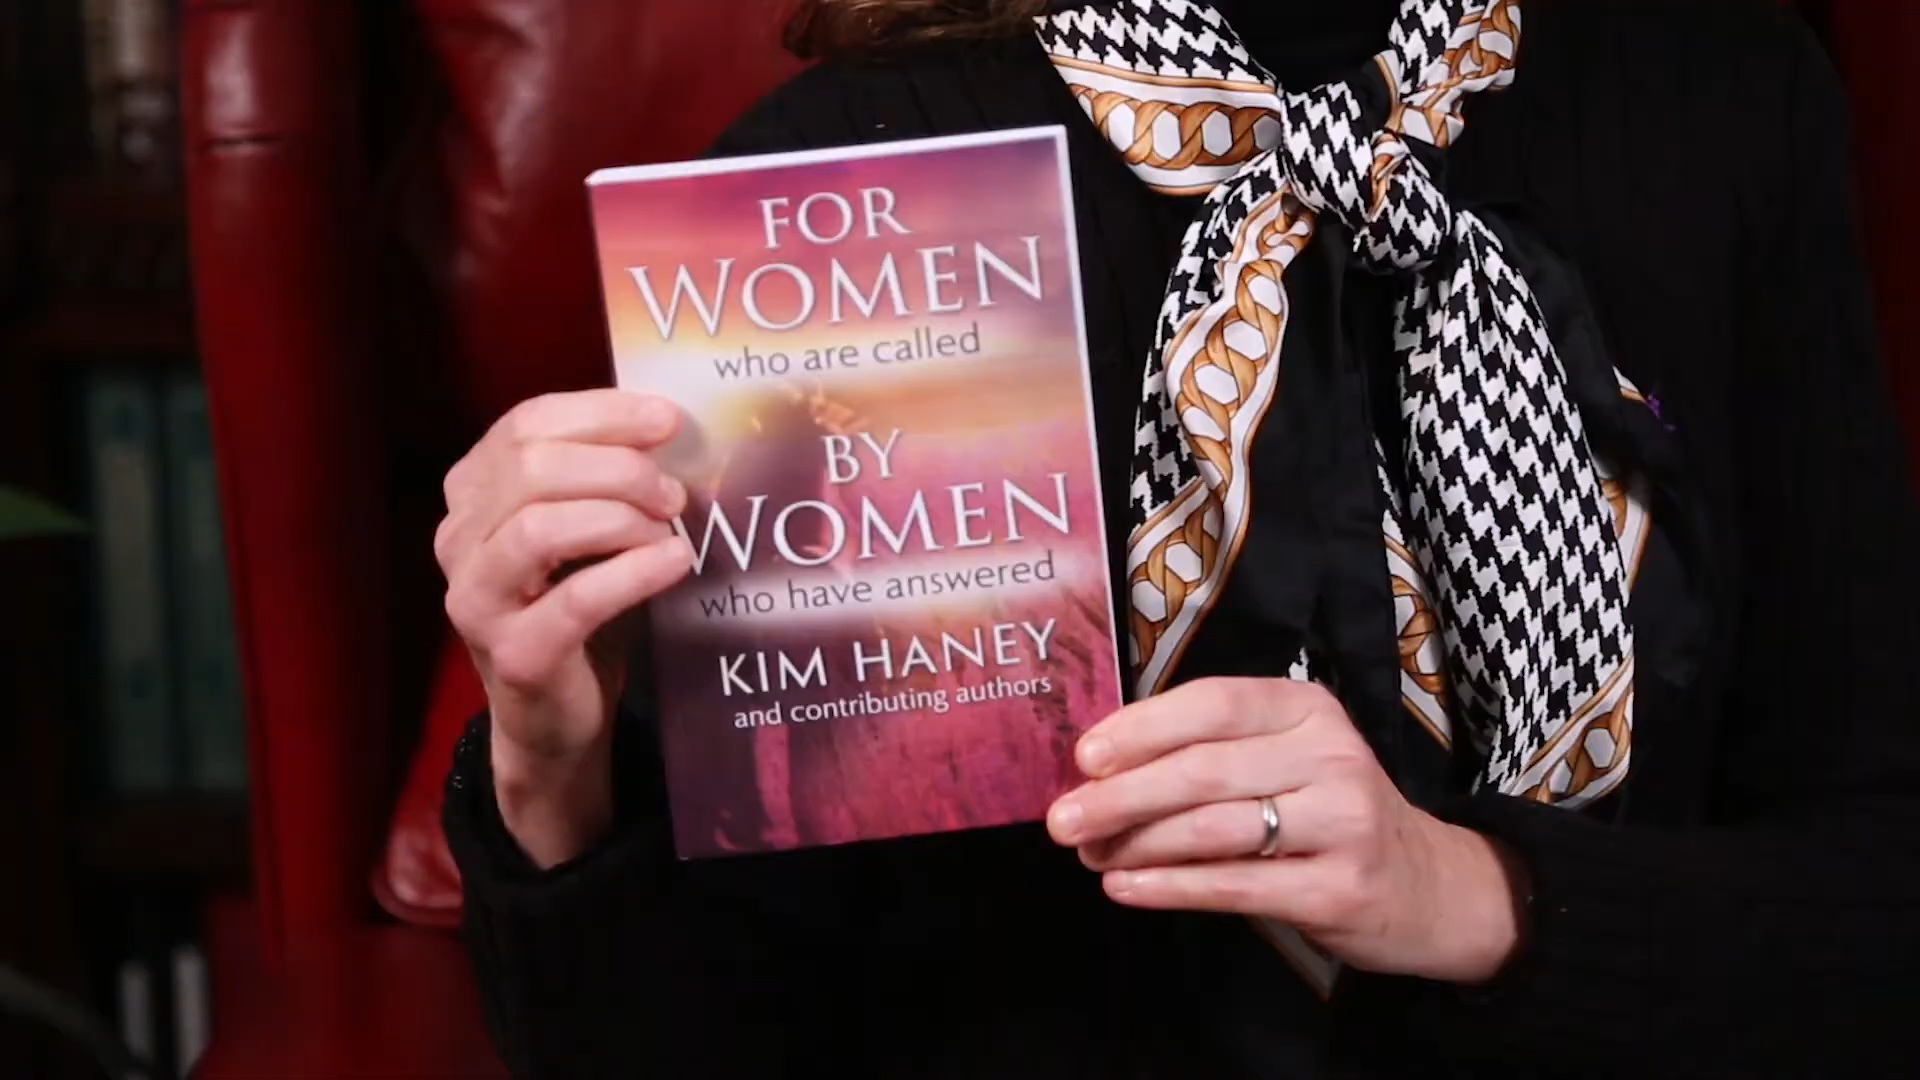 FOR
WOMEN
who are called
BY
WOMEN
who have answered
KIM HANEY
and contributing authors